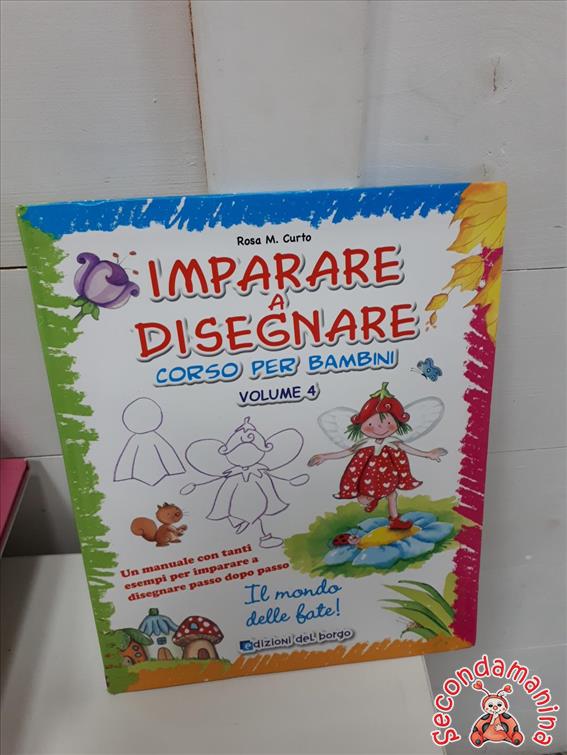 Rosa M. Curto
IMPARARE
A
DISEGNARE
CORSO PER BAMBINI
VOLUME 4
Un manuale con tanti
esempi per imparare a
disegnare passo dopo passo
Il mondo
delle fate!
edizioni del borgo
Secondamanina